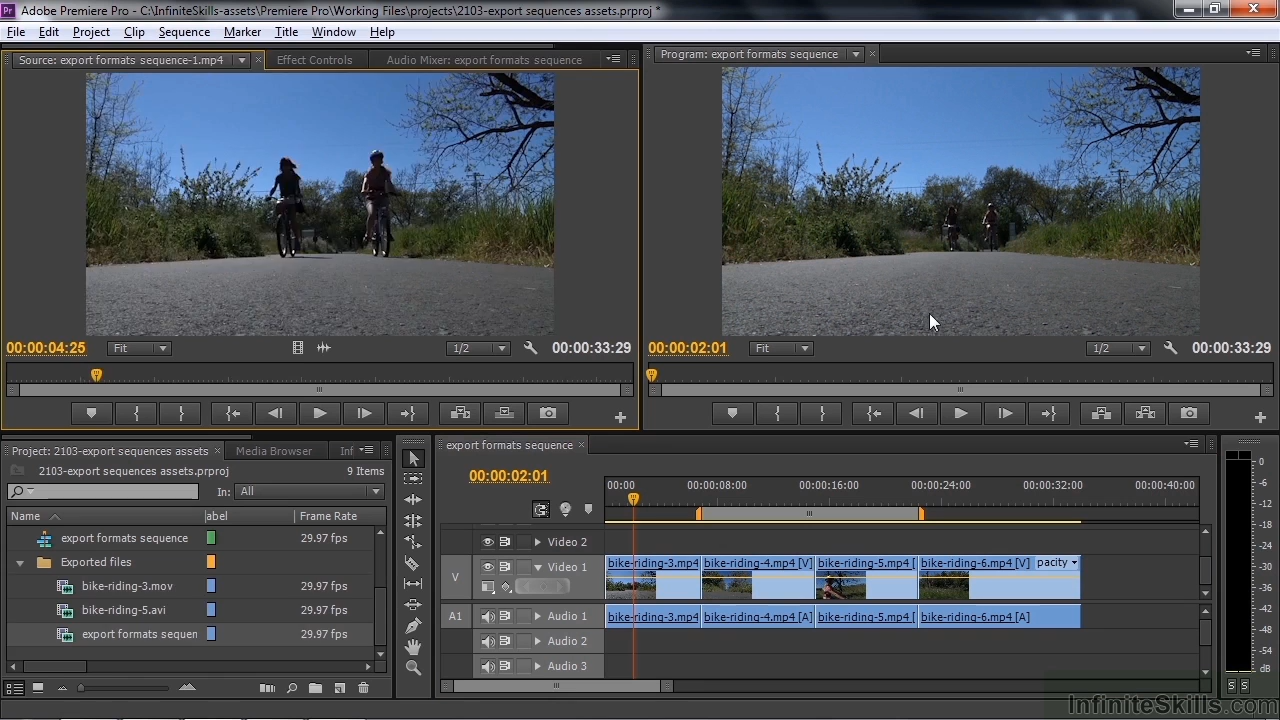 Pr Adobe Premiere Pro - C:\InfiniteSkills-assets\Premiere Pro\Working Files\projects\2103-export sequences assets.prproj *
File Edit Project Clip Sequence Marker Title Window Help
Source: export formats sequence-1.mp4 Effect Controls Audio Mixer: export formats sequence
Program: export formats sequence
00:00:04:25 Fit 1/2 00:00:33:29
00:00:02:01 Fit 1/2 00:00:33:29
Project: 2103-export sequences assets Media Browser Inf
2103-export sequences assets.prproj 9 Items
In: All
Name abel Frame Rate
export formats sequence 29.97 fps
Exported files
bike-riding-3.mov 29.97 fps
bike-riding-5.avi 29.97 fps
export formats sequen 29.97 fps
export formats sequence
00:00:02:01
00:00 00:00:08:00 00:00:16:00 00:00:24:00 00:00:32:00 00:00:40:00
Video 2
V Video 1
bike-riding-3.mp4 bike-riding-4.mp4 [V] bike-riding-5.mp4 [ bike-riding-6.mp4 [V] pacity
A1 Audio 1
bike-riding-3.mp4 bike-riding-4.mp4 [A] bike-riding-5.mp4 [ bike-riding-6.mp4 [A]
Audio 2
Audio 3
0
-6
-12
-18
-24
-30
-36
-42
-48
-54
dB
S S
InfiniteSkills.com